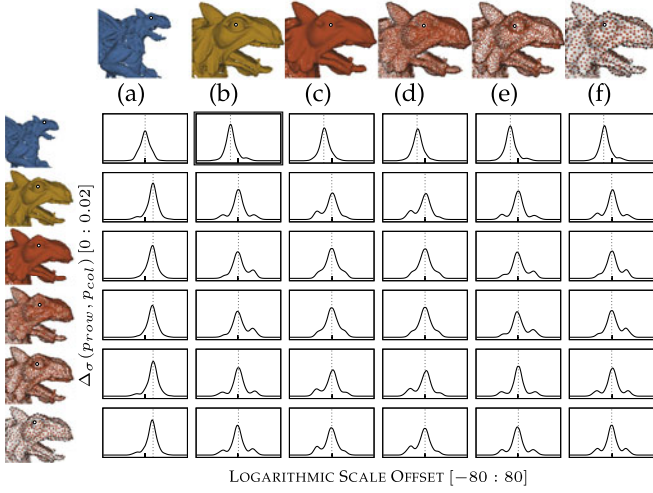 (a) (b) (c) (d) (e) (f)
Δσ(prow, pcol) [0 : 0.02]
LOGARITHMIC SCALE OFFSET [−80 : 80]